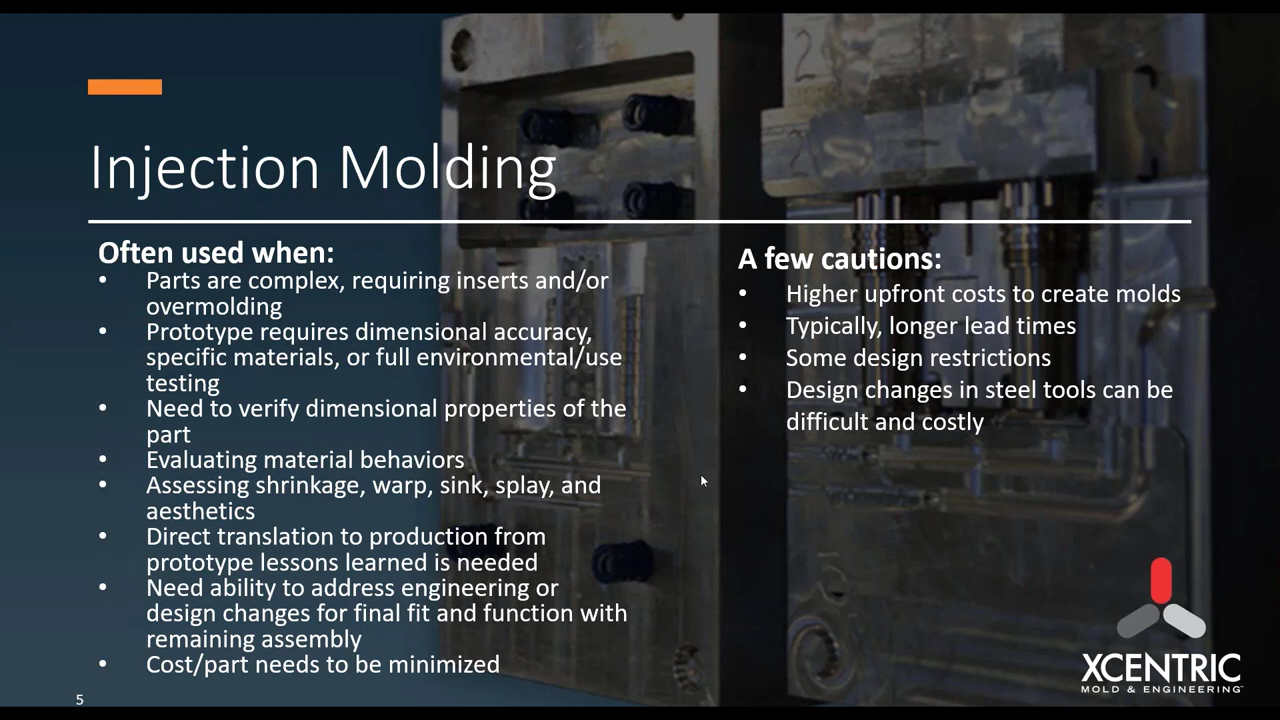 Injection Molding
Often used when:
• Parts are complex, requiring inserts and/or
overmolding
• Prototype requires dimensional accuracy,
specific materials, or full environmental/use
testing
• Need to verify dimensional properties of the
part
• Evaluating material behaviors
• Assessing shrinkage, warp, sink, splay, and
aesthetics
• Direct translation to production from
prototype lessons learned is needed
• Need ability to address engineering or
design changes for final fit and function with
remaining assembly
• Cost/part needs to be minimized
A few cautions:
• Higher upfront costs to create molds
• Typically, longer lead times
• Some design restrictions
• Design changes in steel tools can be
difficult and costly
2
2
XCENTRIC
MOLD & ENGINEERING
5